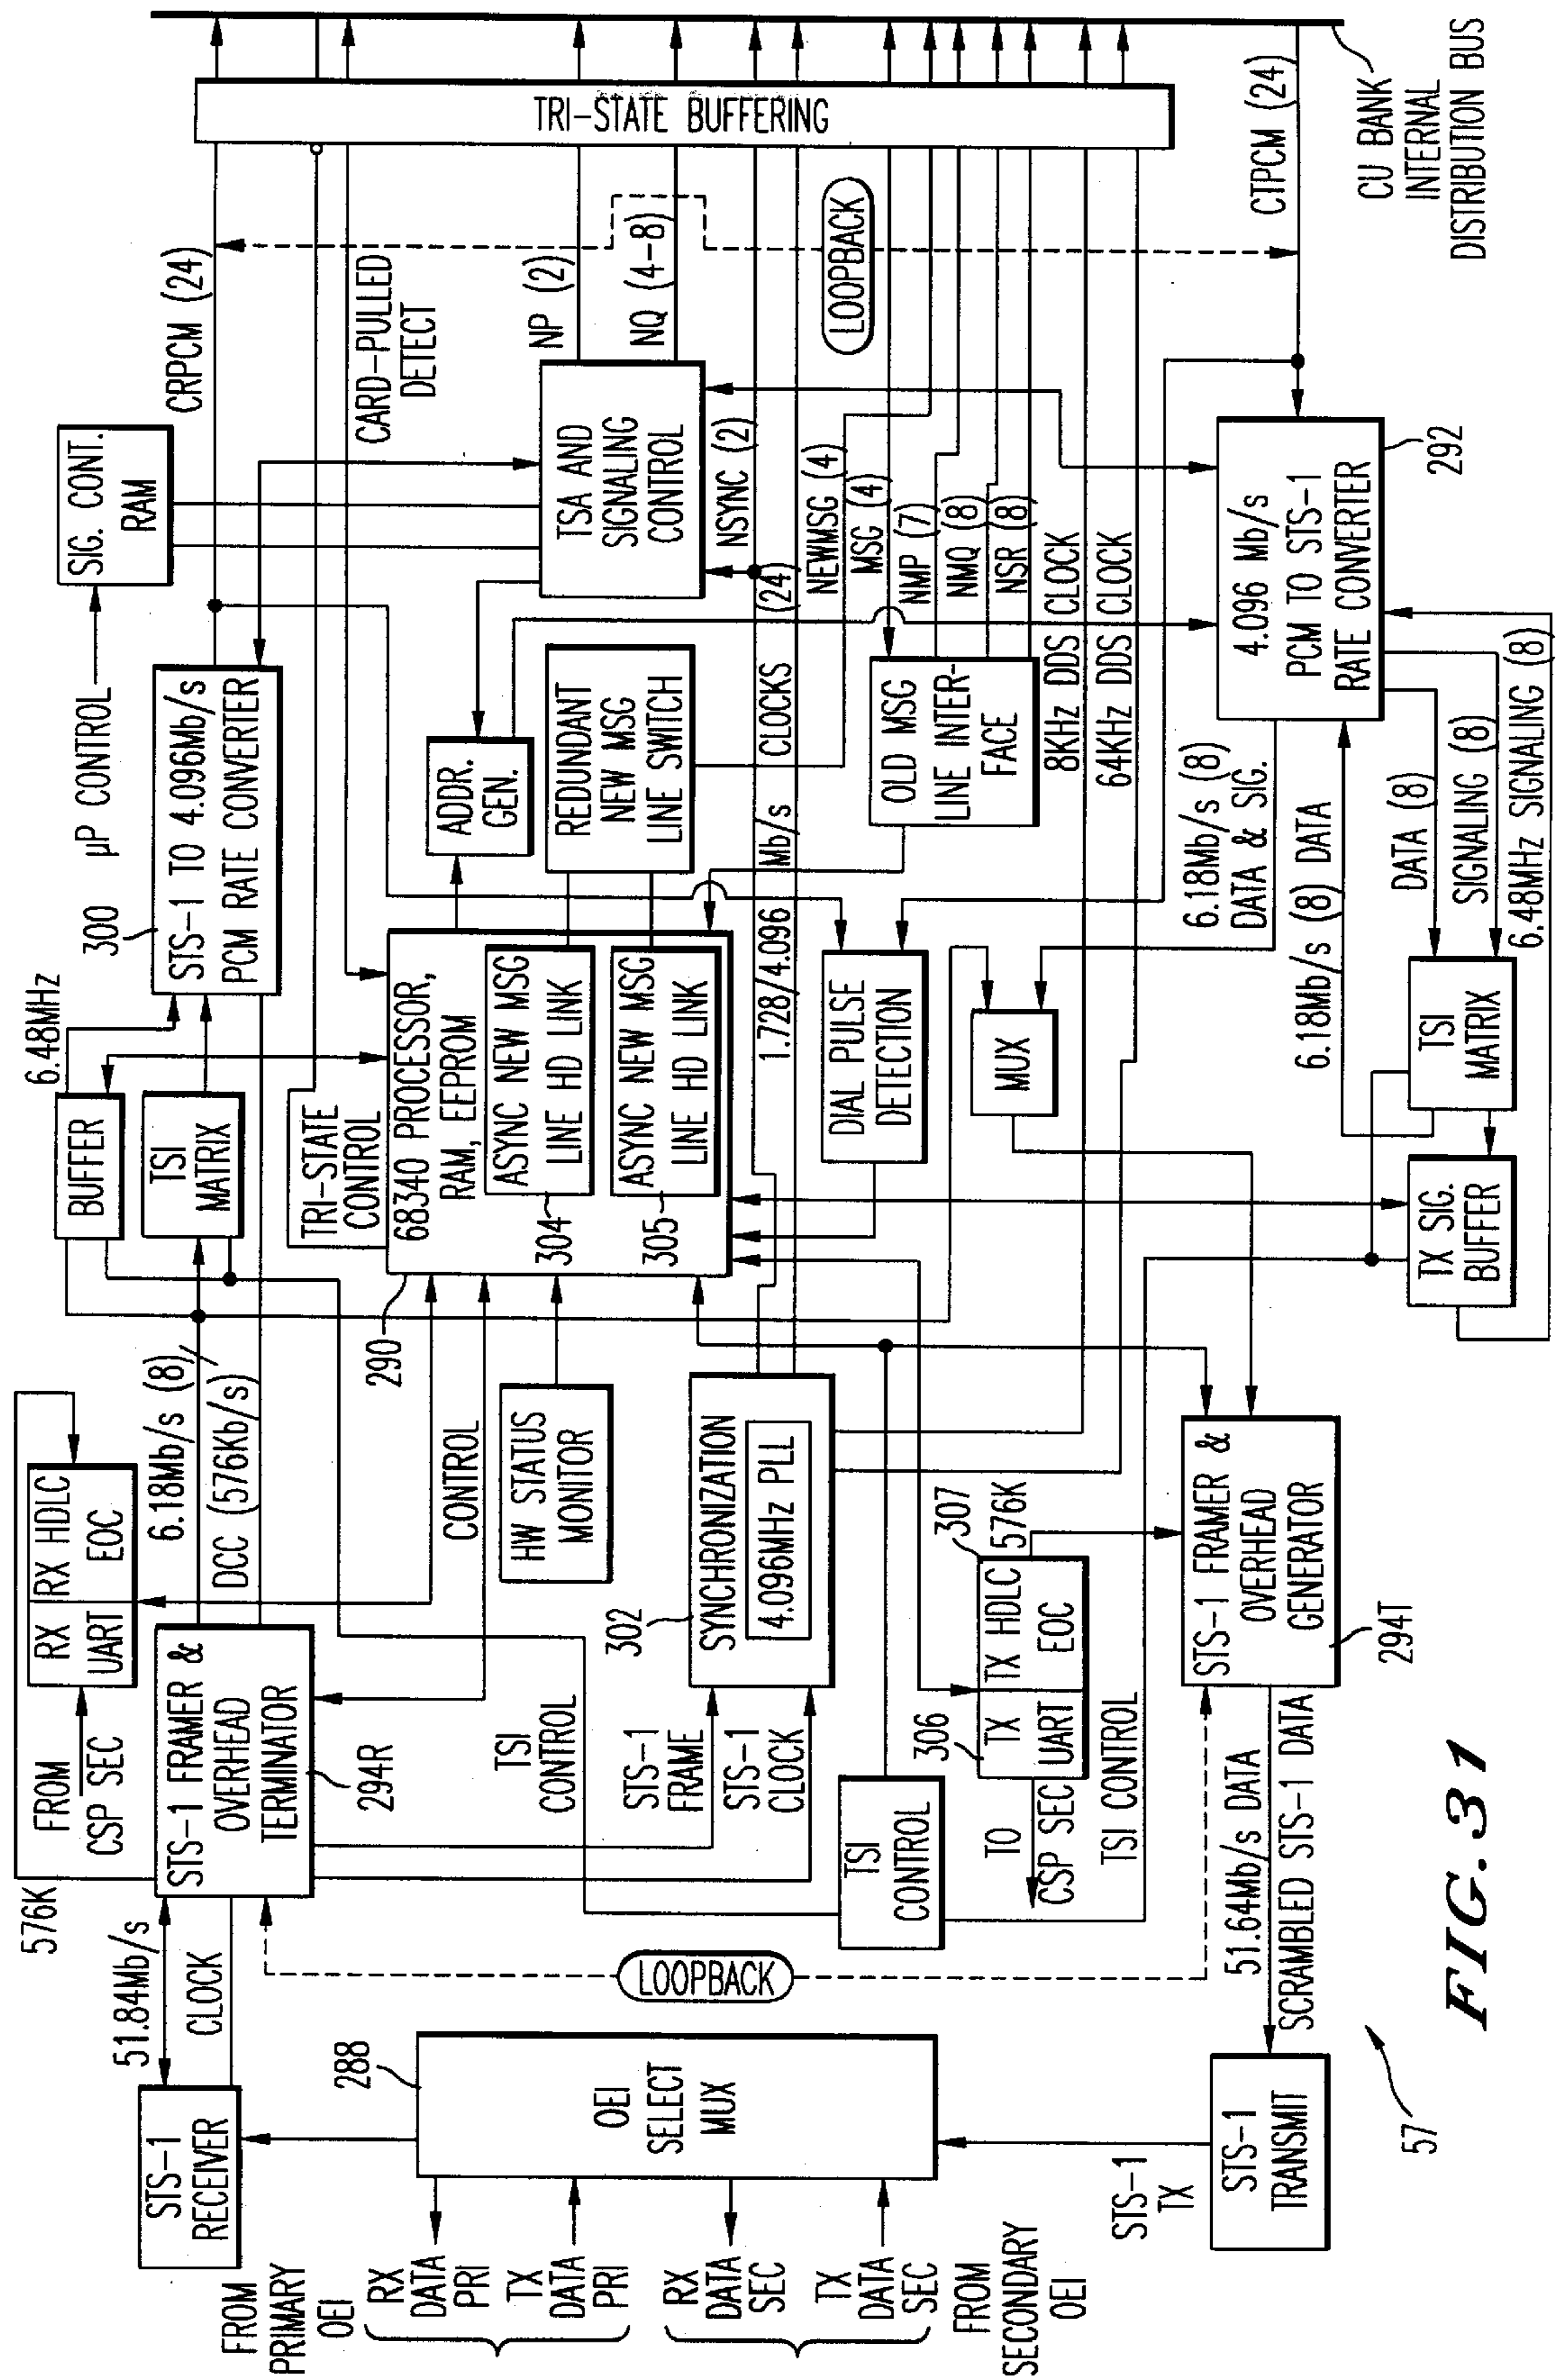 FROM
PRIMARY
OEI
RX
DATA
PRI
TX
DATA
PRI
RX
DATA
SEC
TX
DATA
SEC
FROM
SECONDARY
OEI
STS-1
RECEIVER
51.84Mb/s
CLOCK
288
OEI
SELECT
MUX
STS-1
TX
STS-1
TRANSMIT
57
576K
FROM
CSP SEC
RX
UART
RX HDLC
EOC
STS-1 FRAMER &
OVERHEAD
TERMINATOR
294R
LOOPBACK
6.18Mb/s (8)
DCC (576Kb/s)
CONTROL
TSI
CONTROL
STS-1
FRAME
STS-1
CLOCK
HW STATUS
MONITOR
302
SYNCHRONIZATION
4.096MHz PLL
TSI
CONTROL
306
307
TX
UART
TX HDLC
EOC
576K
TO
CSP SEC
TSI CONTROL
STS-1 FRAMER &
OVERHEAD
GENERATOR
294T
51.64Mb/s DATA
SCRAMBLED STS-1 DATA
BUFFER
6.48MHz
TSI
MATRIX
300
STS-1 TO 4.096Mb/s
PCM RATE CONVERTER
μP CONTROL
SIG. CONT.
RAM
TRI-STATE
CONTROL
290
68340 PROCESSOR,
RAM, EEPROM
ASYNC NEW MSG
LINE HD LINK
304
ASYNC NEW MSG
LINE HD LINK
305
ADDR.
GEN.
REDUNDANT
NEW MSG
LINE SWITCH
1.728/4.096 Mb/s CLOCKS (24)
DIAL PULSE
DETECTION
MUX
OLD MSG
LINE INTER-
FACE
TSA AND
SIGNALING
CONTROL
CRPCM (24)
CARD-PULLED
DETECT
NP (2)
NQ (4-8)
NSYNC (2)
NEWMSG (4)
MSG (4)
NMP (7)
NMQ (8)
NSR (8)
8KHz DDS CLOCK
64KHz DDS CLOCK
LOOPBACK
TRI-STATE BUFFERING
6.18Mb/s (8)
DATA & SIG.
6.18Mb/s (8) DATA
4.096 Mb/s
PCM TO STS-1
RATE CONVERTER
292
TX SIG.
BUFFER
TSI
MATRIX
DATA (8)
SIGNALING (8)
6.48MHz SIGNALING (8)
CTPCM (24)
CU BANK
INTERNAL
DISTRIBUTION BUS
FIG. 31